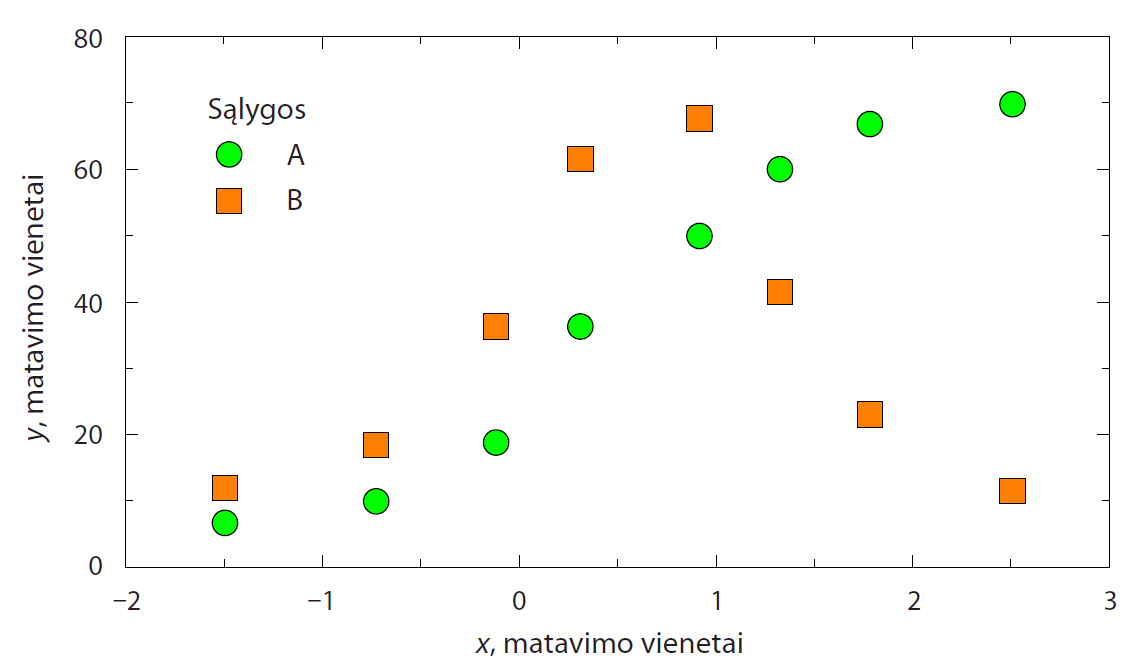 80
60
40
20
0
−2
−1
0
1
2
3
y, matavimo vienetai
x, matavimo vienetai
Sąlygos
A
B